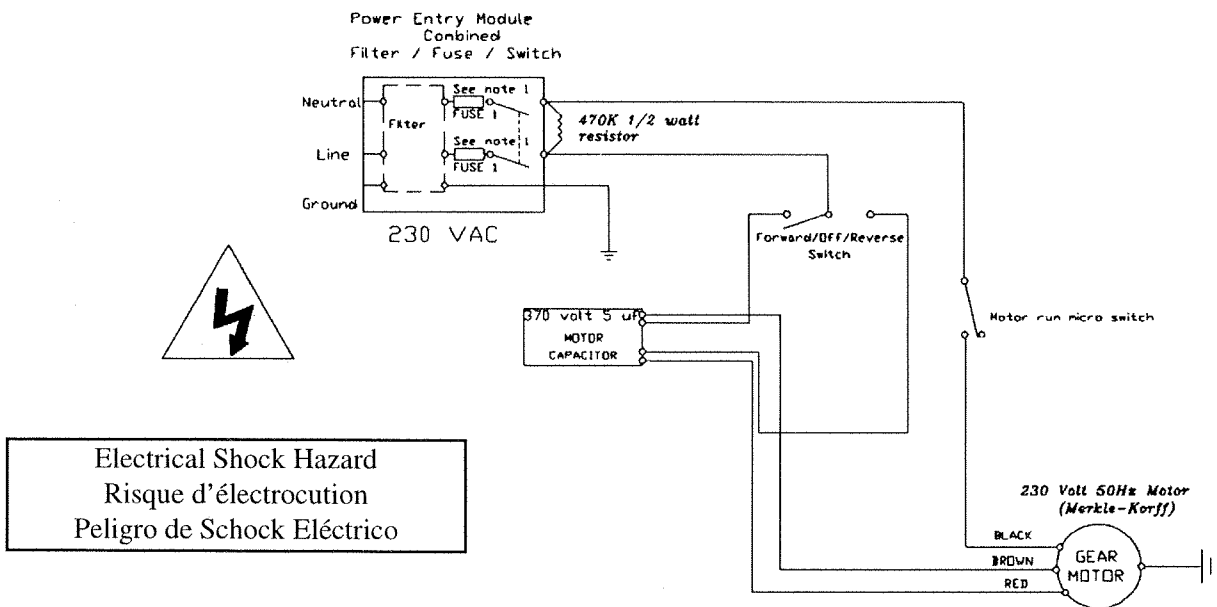 Power Entry Module
Combined
Filter / Fuse / Switch
Neutral
See note 1
FUSE 1
Filter
470K 1/2 watt
resistor
Line
See note 1
FUSE 1
Ground
230 VAC
Forward/Off/Reverse
Switch
370 volt 5 uf
MOTOR
CAPACITOR
Motor run micro switch
Electrical Shock Hazard
Risque d'électrocution
Peligro de Schock Eléctrico
230 Volt 50Hz Motor
(Merkle-Korff)
BLACK
BROWN
RED
GEAR
MOTOR